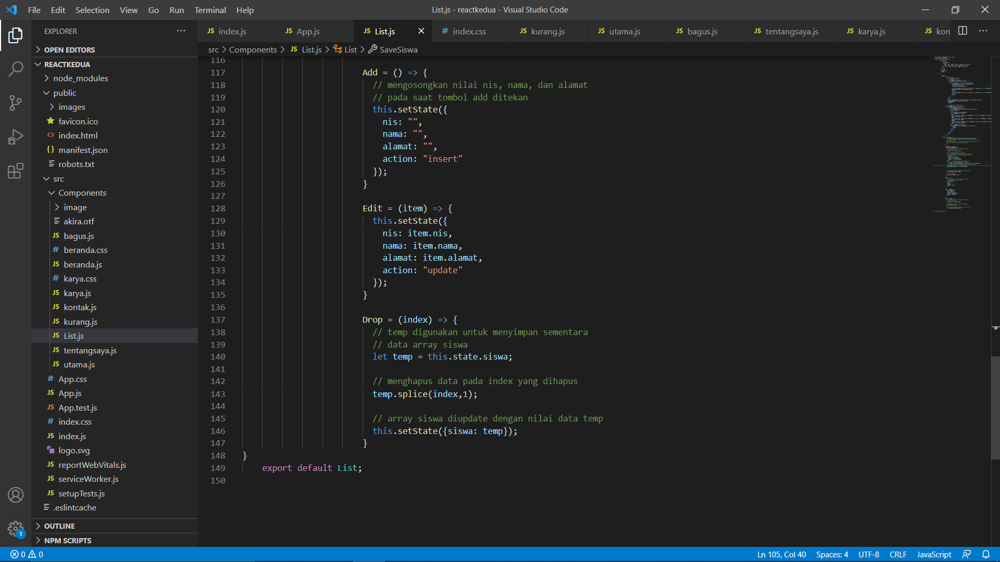 File Edit Selection View Go Run Terminal Help
List.js - reactkedua - Visual Studio Code
EXPLORER
OPEN EDITORS
REACTKEDUA
node_modules
public
images
favicon.ico
index.html
manifest.json
robots.txt
src
Components
image
akira.otf
bagus.js
beranda.css
beranda.js
karya.css
karya.js
kontak.js
kurang.js
List.js
tentangsaya.js
utama.js
App.css
App.js
App.test.js
index.css
index.js
logo.svg
reportWebVitals.js
serviceWorker.js
setupTests.js
.eslintcache
OUTLINE
NPM SCRIPTS
JS index.js JS App.js JS List.js # index.css JS kurang.js JS utama.js JS bagus.js JS tentangsaya.js JS karya.js JS kon
src > Components > JS List.js > List > SaveSiswa
116
117 Add = () => {
118 // mengosongkan nilai nis, nama, dan alamat
119 // pada saat tombol add ditekan
120 this.setState({
121 nis: "",
122 nama: "",
123 alamat: "",
124 action: "insert"
125 });
126 }
127
128 Edit = (item) => {
129 this.setState({
130 nis: item.nis,
131 nama: item.nama,
132 alamat: item.alamat,
133 action: "update"
134 });
135 }
136
137 Drop = (index) => {
138 // temp digunakan untuk menyimpan sementara
139 // data array siswa
140 let temp = this.state.siswa;
141
142 // menghapus data pada index yang dihapus
143 temp.splice(index,1);
144
145 // array siswa diupdate dengan nilai data temp
146 this.setState({siswa: temp});
147 }
148 }
149 export default List;
150
1
0 0
Ln 105, Col 40 Spaces: 4 UTF-8 CRLF JavaScript